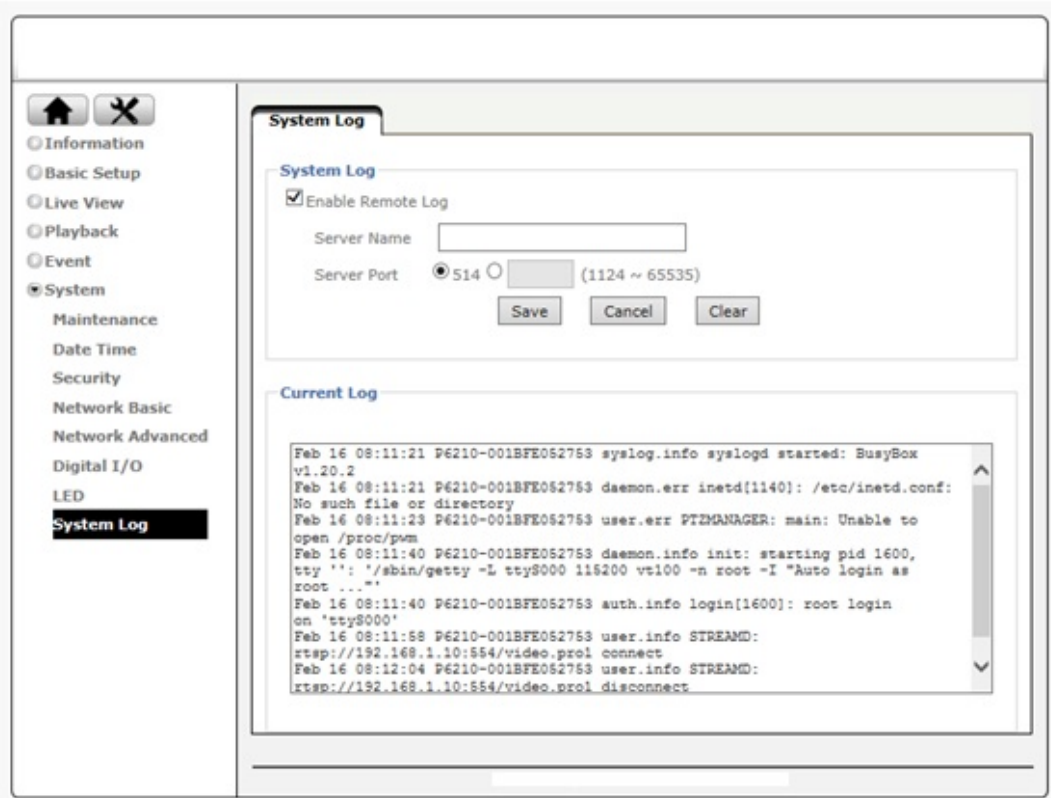 Information
Basic Setup
Live View
Playback
Event
System
Maintenance
Date Time
Security
Network Basic
Network Advanced
Digital I/O
LED
System Log
System Log
System Log
Enable Remote Log
Server Name
Server Port 514 (1124 ~ 65535)
Save Cancel Clear
Current Log
Feb 16 08:11:21 P6210-001BFE052753 syslog.info syslogd started: BusyBox
v1.20.2
Feb 16 08:11:21 P6210-001BFE052753 daemon.err inetd[1140]: /etc/inetd.conf:
No such file or directory
Feb 16 08:11:23 P6210-001BFE052753 user.err PTZMANAGER: main: Unable to
open /proc/pwm
Feb 16 08:11:40 P6210-001BFE052753 daemon.info init: starting pid 1600,
tty '': '/sbin/getty -L ttyS000 115200 vt100 -n root -I "Auto login as
root ..."'
Feb 16 08:11:40 P6210-001BFE052753 auth.info login[1600]: root login
on 'ttyS000'
Feb 16 08:11:58 P6210-001BFE052753 user.info STREAMD:
rtsp://192.168.1.10:554/video.pro1 connect
Feb 16 08:12:04 P6210-001BFE052753 user.info STREAMD:
rtsp://192.168.1.10:554/video.pro1 disconnect